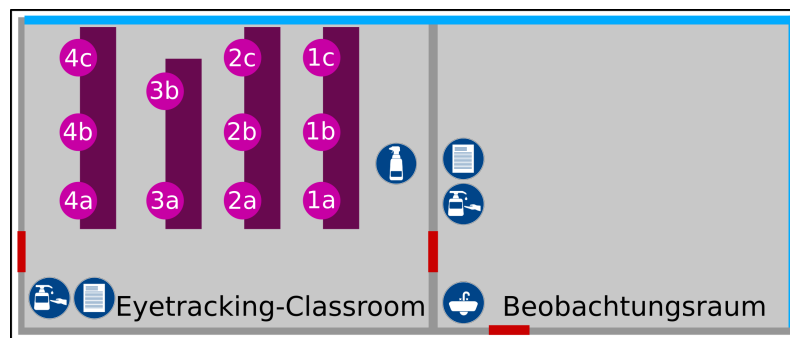 4c 2c 1c
3b
4b 2b 1b
4a 3a 2a 1a
Eyetracking-Classroom Beobachtungsraum